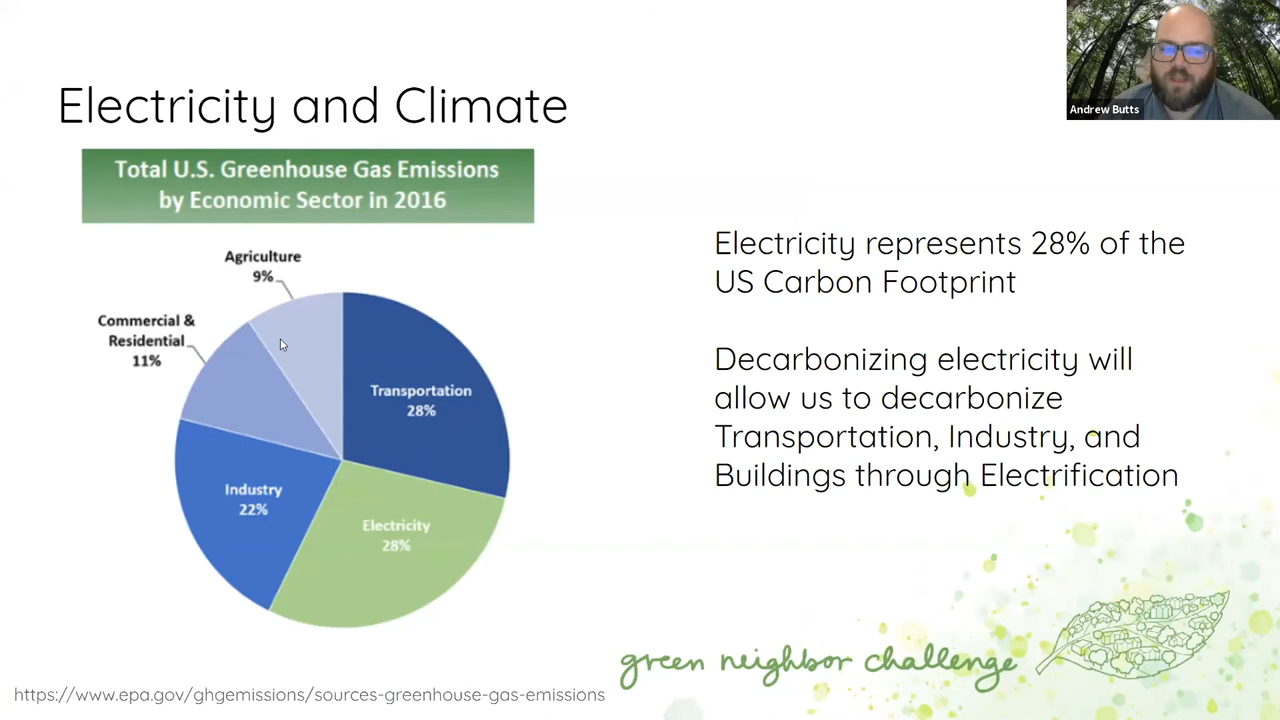 Andrew Butts
Electricity and Climate
Total U.S. Greenhouse Gas Emissions
by Economic Sector in 2016
Agriculture
9%
Commercial &
Residential
11%
Transportation
28%
Industry
22%
Electricity
28%
Electricity represents 28% of the
US Carbon Footprint
Decarbonizing electricity will
allow us to decarbonize
Transportation, Industry, and
Buildings through Electrification
green neighbor challenge
https://www.epa.gov/ghgemissions/sources-greenhouse-gas-emissions